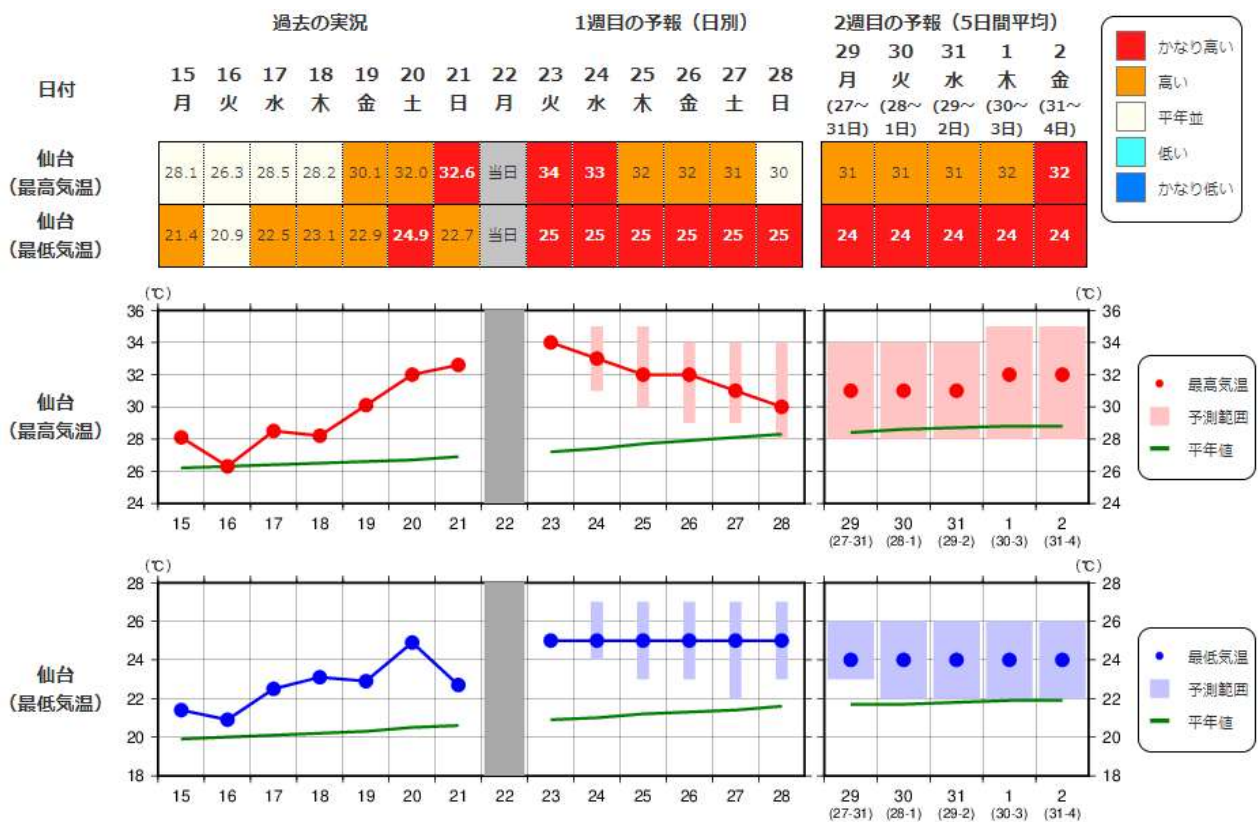 過去の実況 1週目の予報（日別） 2週目の予報（5日間平均）
日付 15 16 17 18 19 20 21 22 23 24 25 26 27 28 29 30 31 1 2
月 火 水 木 金 土 日 月 火 水 木 金 土 日 月 火 水 木 金
(27～ (28～ (29～ (30～ (31～
31日) 1日) 2日) 3日) 4日)
かなり高い
高い
平年並
低い
かなり低い
仙台
（最高気温）
28.1 26.3 28.5 28.2 30.1 32.0 32.6 当日 34 33 32 32 31 30 31 31 31 32 32
仙台
（最低気温）
21.4 20.9 22.5 23.1 22.9 24.9 22.7 当日 25 25 25 25 25 25 24 24 24 24 24
(℃) (℃)
36 36
34 34
32 32
30 30
28 28
26 26
24 24
仙台
（最高気温）
最高気温
予測範囲
平年値
15 16 17 18 19 20 21 22 23 24 25 26 27 28 29 30 31 1 2
(27-31) (28-1) (29-2) (30-3) (31-4)
(℃) (℃)
28 28
26 26
24 24
22 22
20 20
18 18
仙台
（最低気温）
最低気温
予測範囲
平年値
15 16 17 18 19 20 21 22 23 24 25 26 27 28 29 30 31 1 2
(27-31) (28-1) (29-2) (30-3) (31-4)